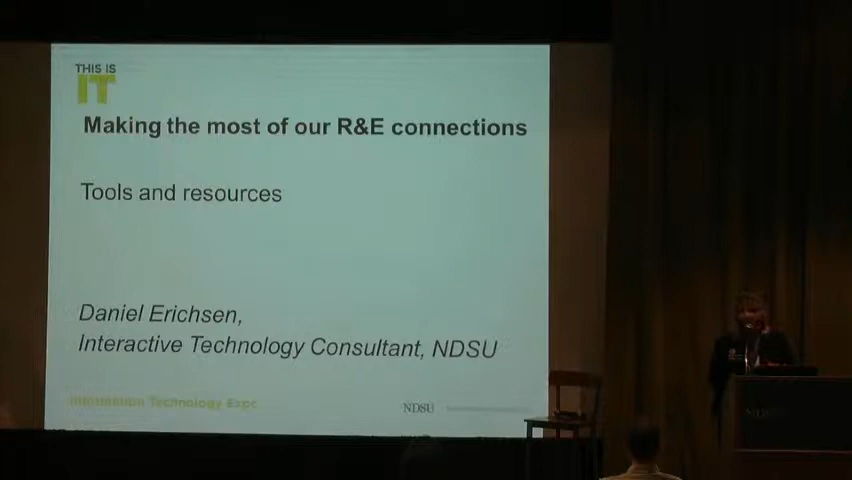 THIS IS
IT
Making the most of our R&E connections
Tools and resources
Daniel Erichsen,
Interactive Technology Consultant, NDSU
Information Technology Expo
NDSU